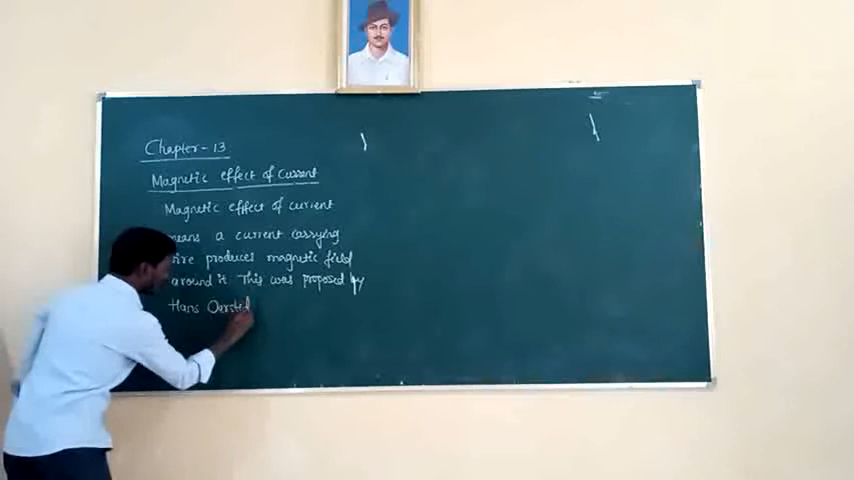 Chapter - 13
Magnetic effect of Current
Magnetic effect of current
means a current carrying
wire produces magnetic field
around it. This was proposed by
Hans Oersted